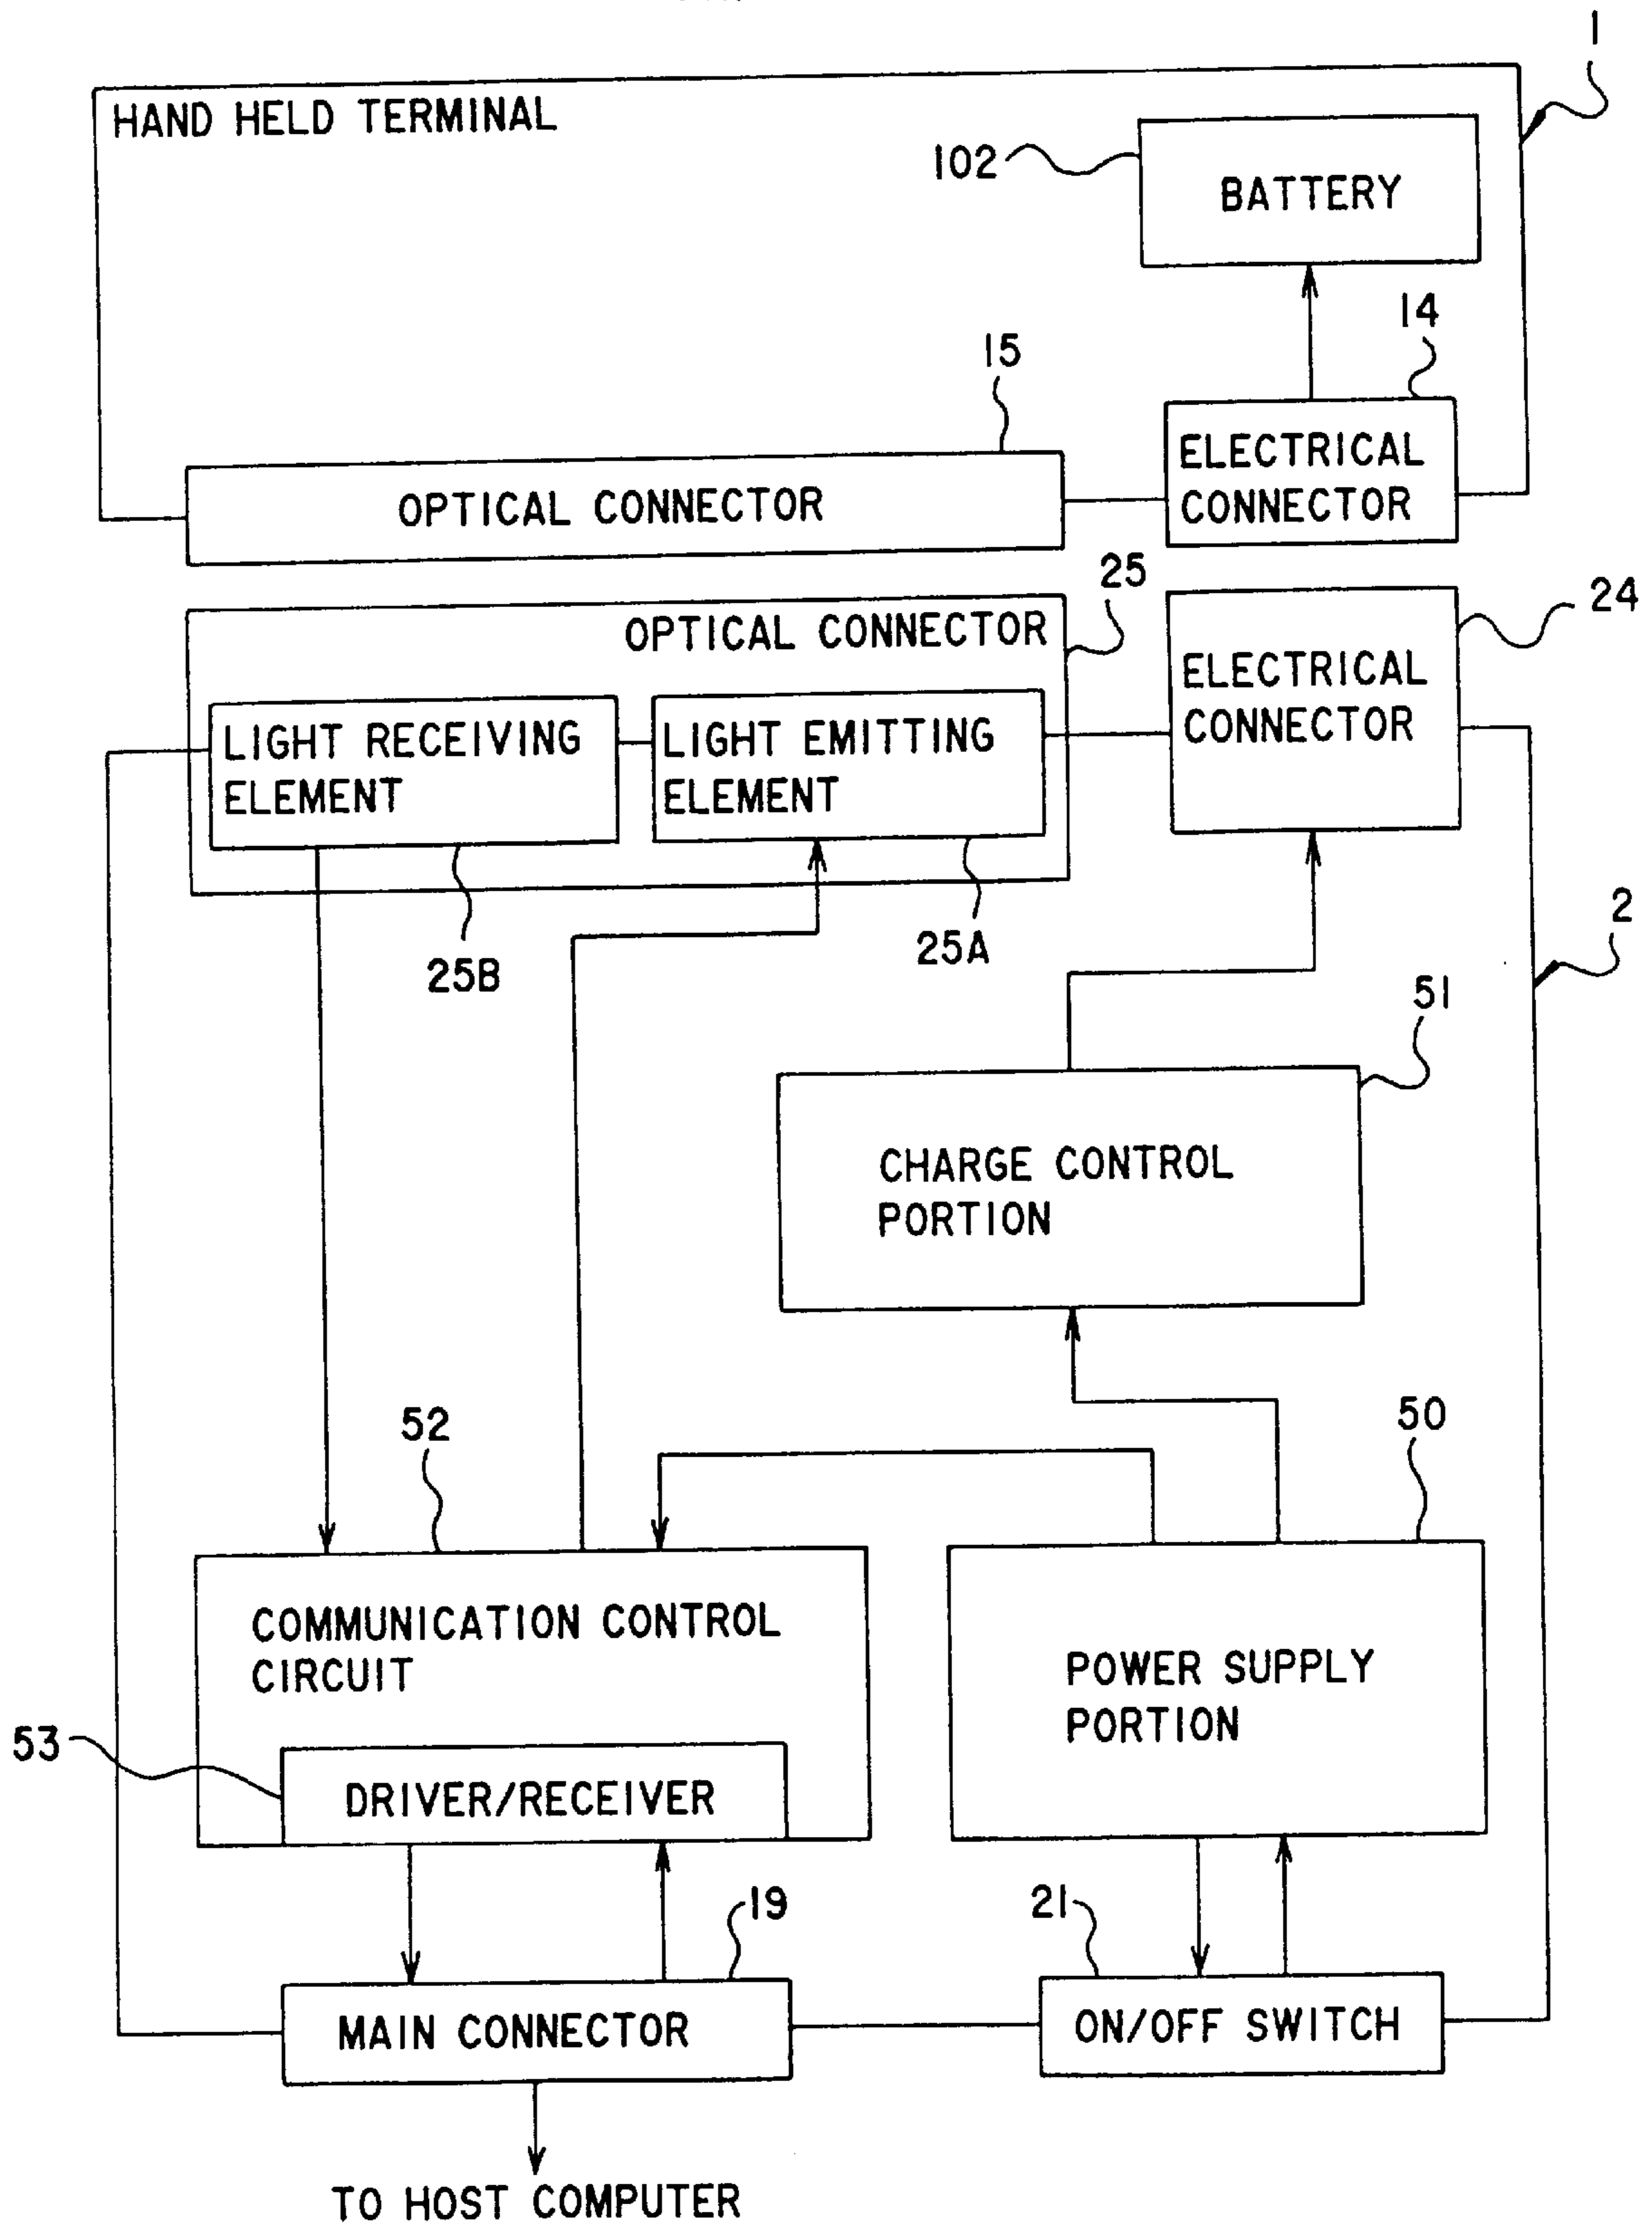 1
HAND HELD TERMINAL
102
BATTERY
14
15
ELECTRICAL
CONNECTOR
OPTICAL CONNECTOR
25
24
OPTICAL CONNECTOR
ELECTRICAL
CONNECTOR
LIGHT RECEIVING
ELEMENT
LIGHT EMITTING
ELEMENT
25B
25A
2
51
CHARGE CONTROL
PORTION
52
50
COMMUNICATION CONTROL
CIRCUIT
POWER SUPPLY
PORTION
53
DRIVER/RECEIVER
19
21
MAIN CONNECTOR
ON/OFF SWITCH
TO HOST COMPUTER